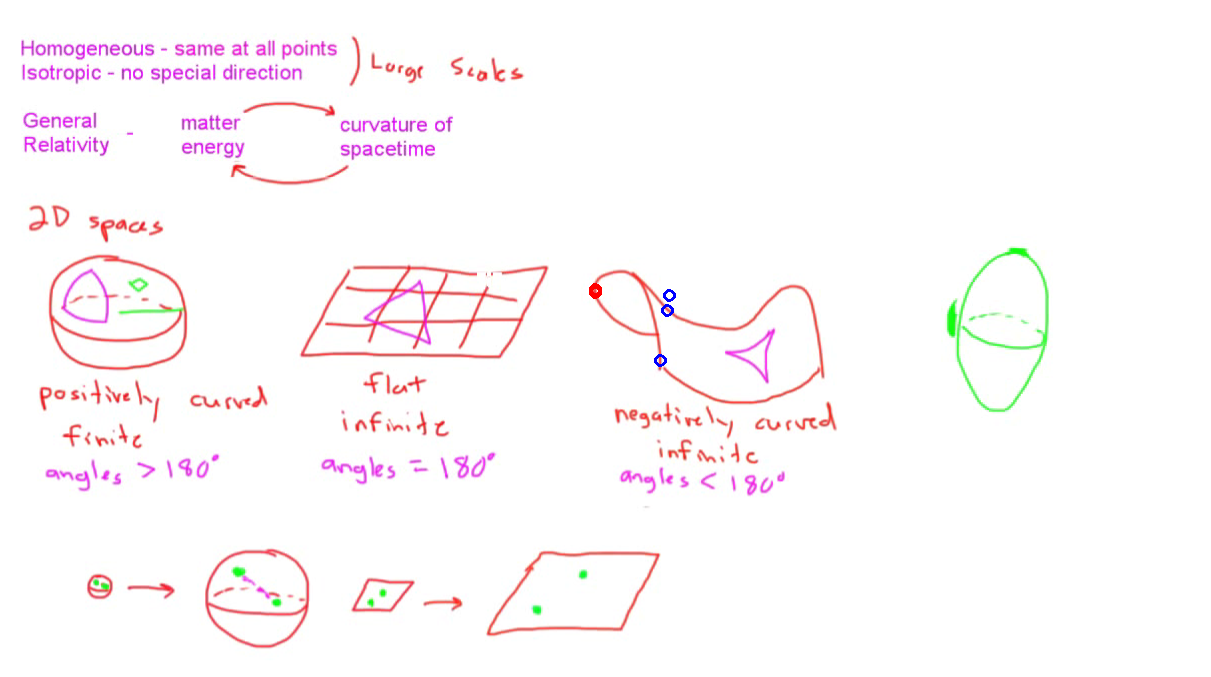 Homogeneous - same at all points
Isotropic - no special direction
Large Scales
General Relativity -
matter energy
curvature of spacetime
2D spaces
positively curved
finite
angles > 180°
flat
infinite
angles = 180°
negatively curved
infinite
angles < 180°